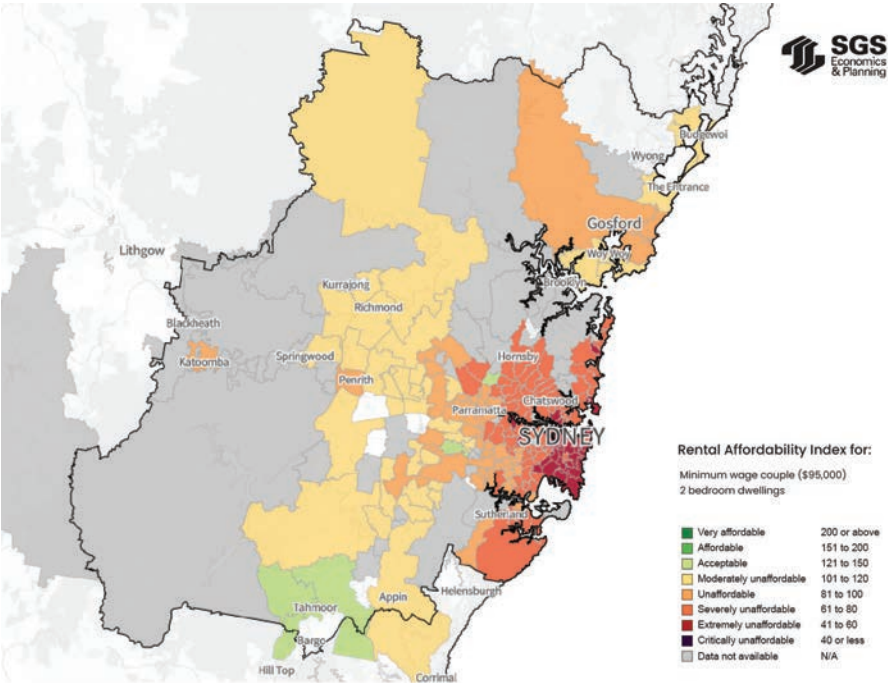 SGS
Economics
& Planning
Budgewoi
Wyong
The Entrance
Gosford
Lithgow
Woy Woy
Brooklyn
Kurrajong
Richmond
Blackheath
Katoomba
Springwood
Hornsby
Penrith
Chatswood
Parramatta
SYDNEY
Sutherland
Helensburgh
Appin
Tahmoor
Bargo
Hill Top
Corrimal
Rental Affordability Index for:
Minimum wage couple ($95,000)
2 bedroom dwellings
Very affordable 200 or above
Affordable 151 to 200
Acceptable 121 to 150
Moderately unaffordable 101 to 120
Unaffordable 81 to 100
Severely unaffordable 61 to 80
Extremely unaffordable 41 to 60
Critically unaffordable 40 or less
Data not available N/A